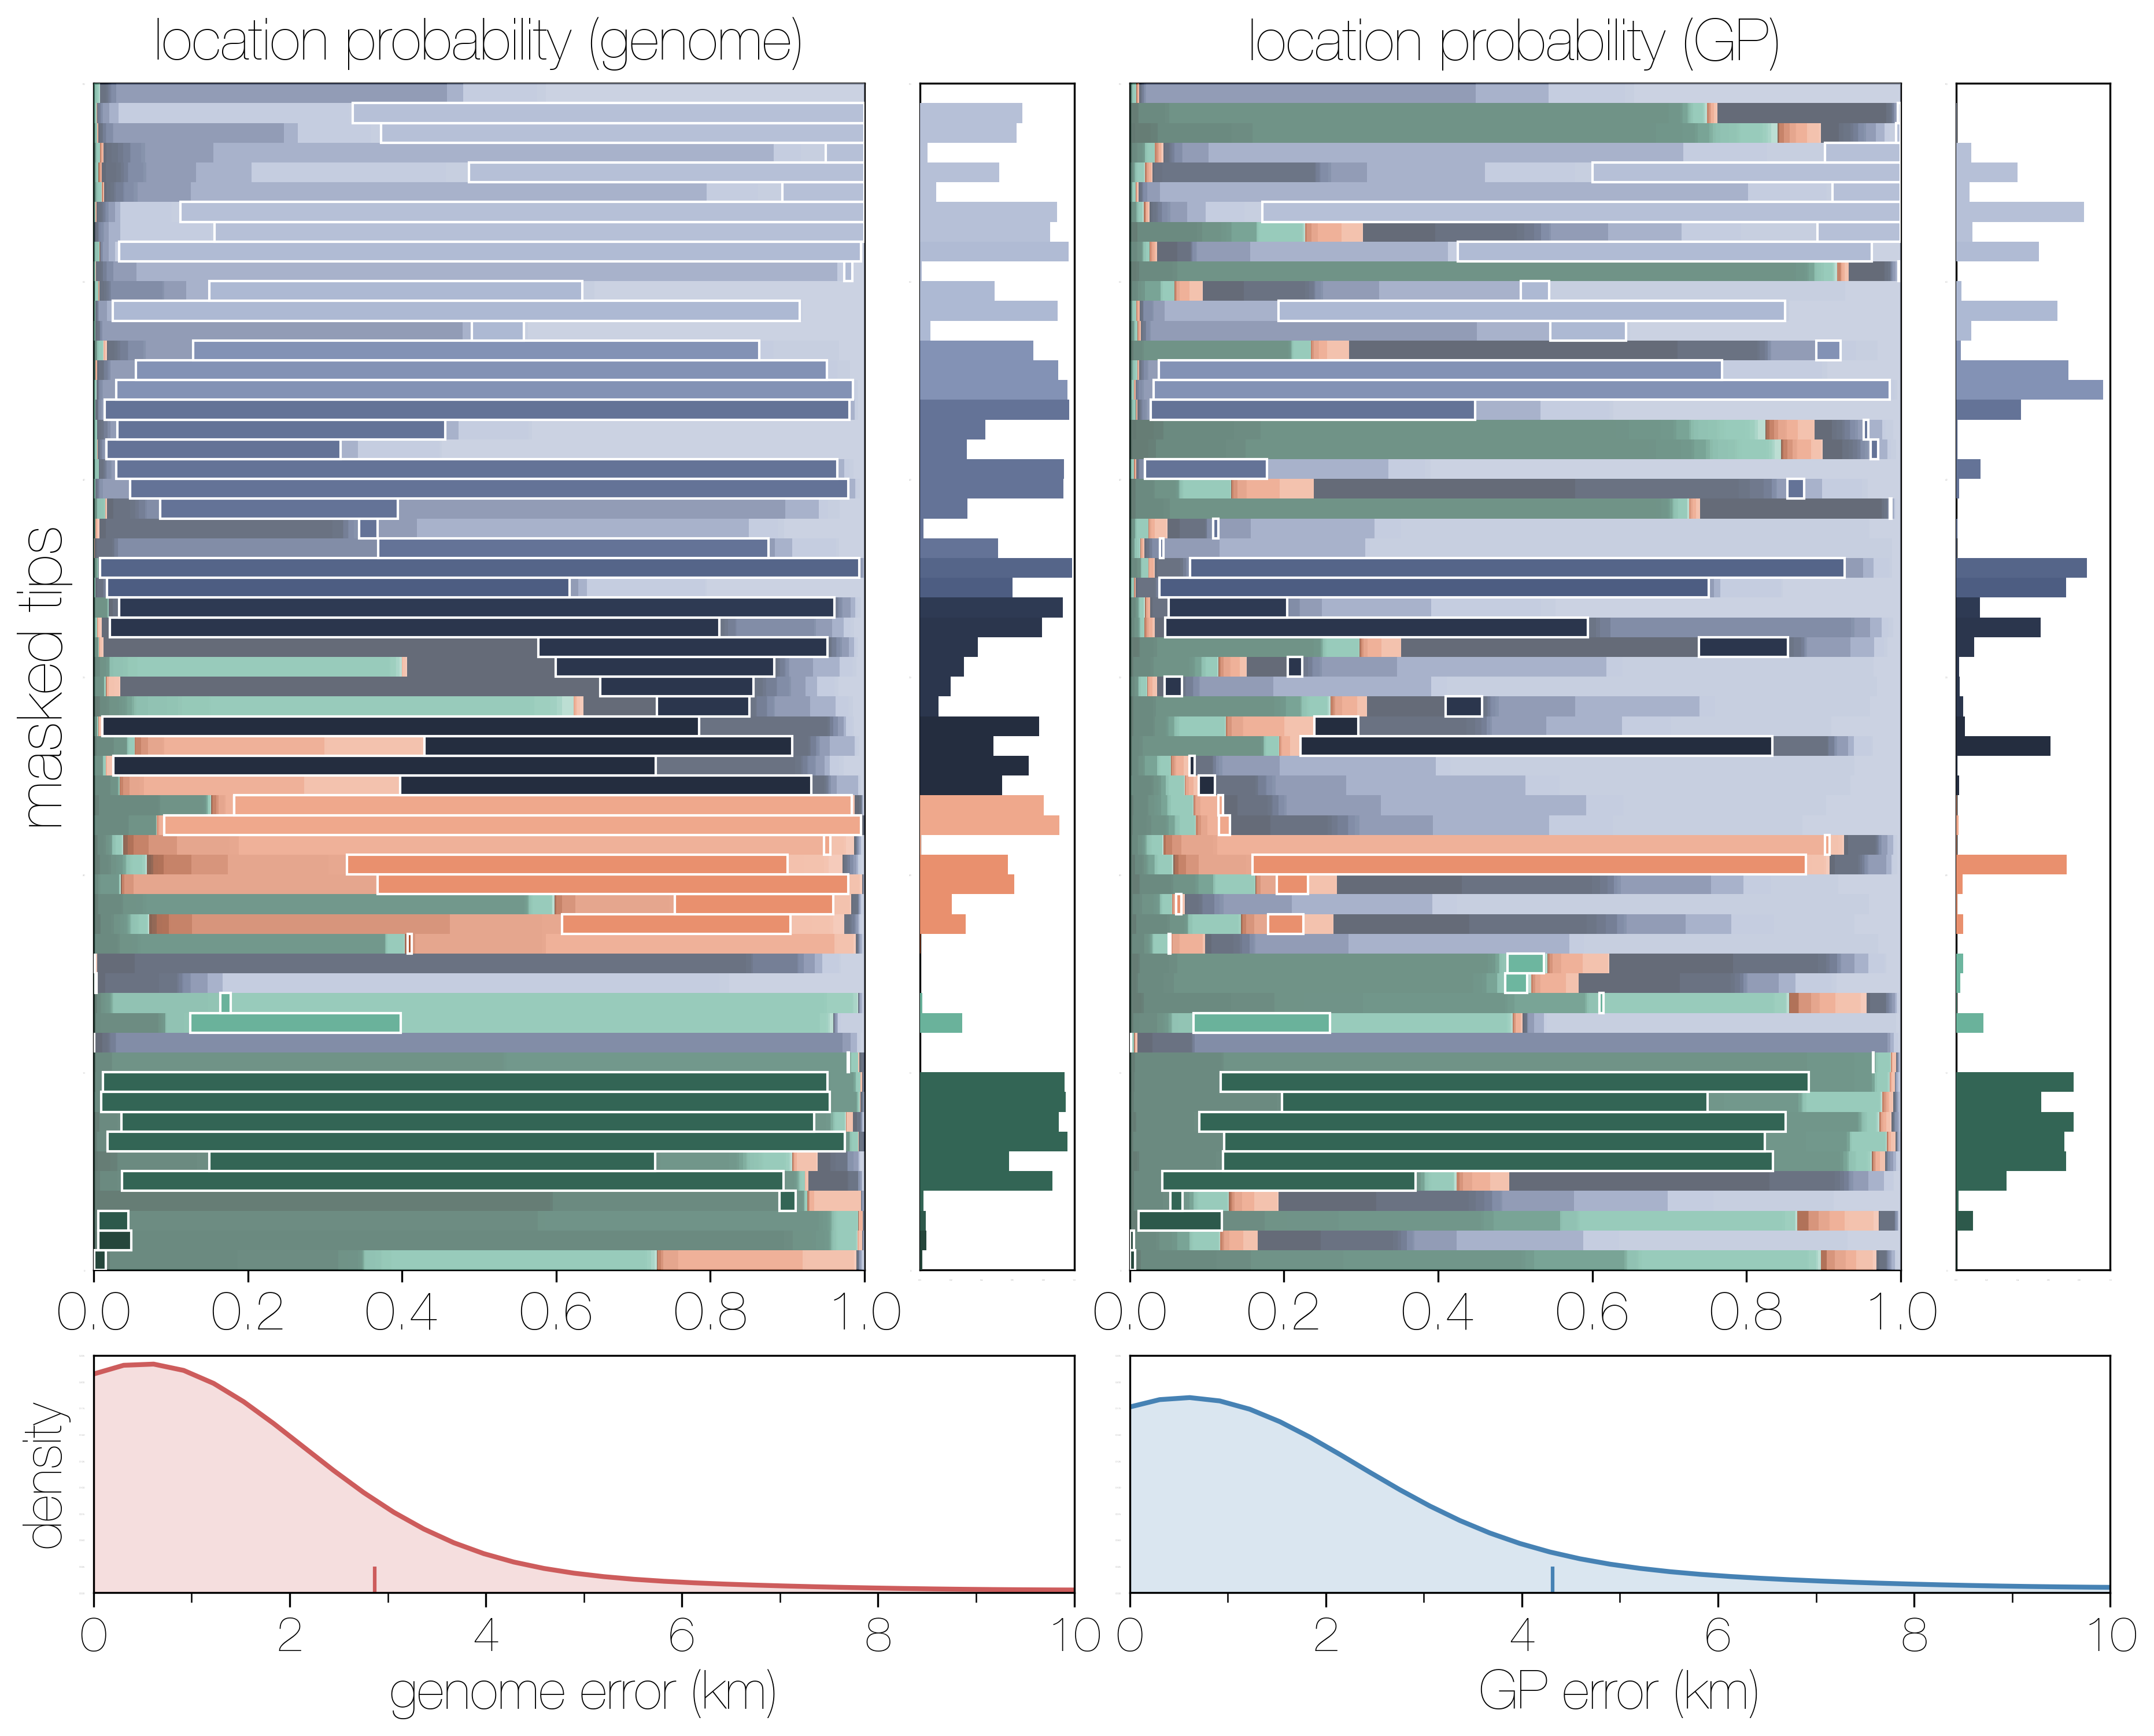 location probability (genome)
location probability (GP)
masked tips
0.0 0.2 0.4 0.6 0.8 1.0
0.0 0.2 0.4 0.6 0.8 1.0
density
0 2 4 6 8 10
0 2 4 6 8 10
genome error (km)
GP error (km)